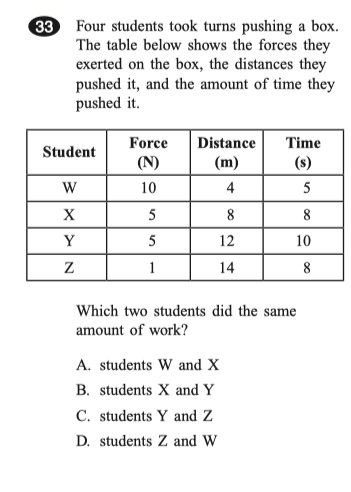 33 Four students took turns pushing a box.
The table below shows the forces they
exerted on the box, the distances they
pushed it, and the amount of time they
pushed it.
Student Force (N) Distance (m) Time (s)
W 10 4 5
X 5 8 8
Y 5 12 10
Z 1 14 8
Which two students did the same
amount of work?
A. students W and X
B. students X and Y
C. students Y and Z
D. students Z and W